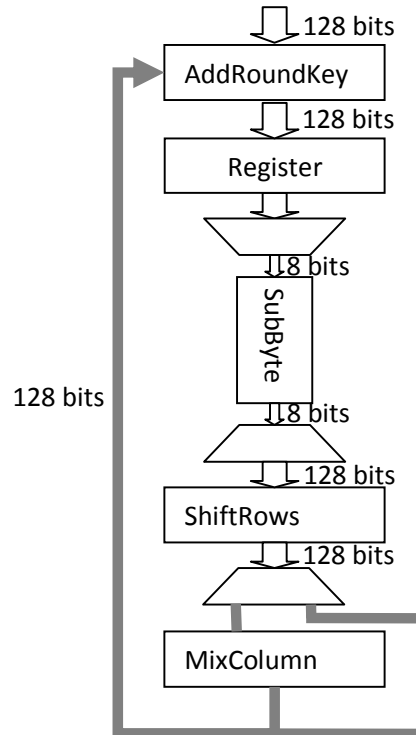 128 bits
AddRoundKey
128 bits
Register
8 bits
SubByte
128 bits
8 bits
128 bits
ShiftRows
128 bits
MixColumn